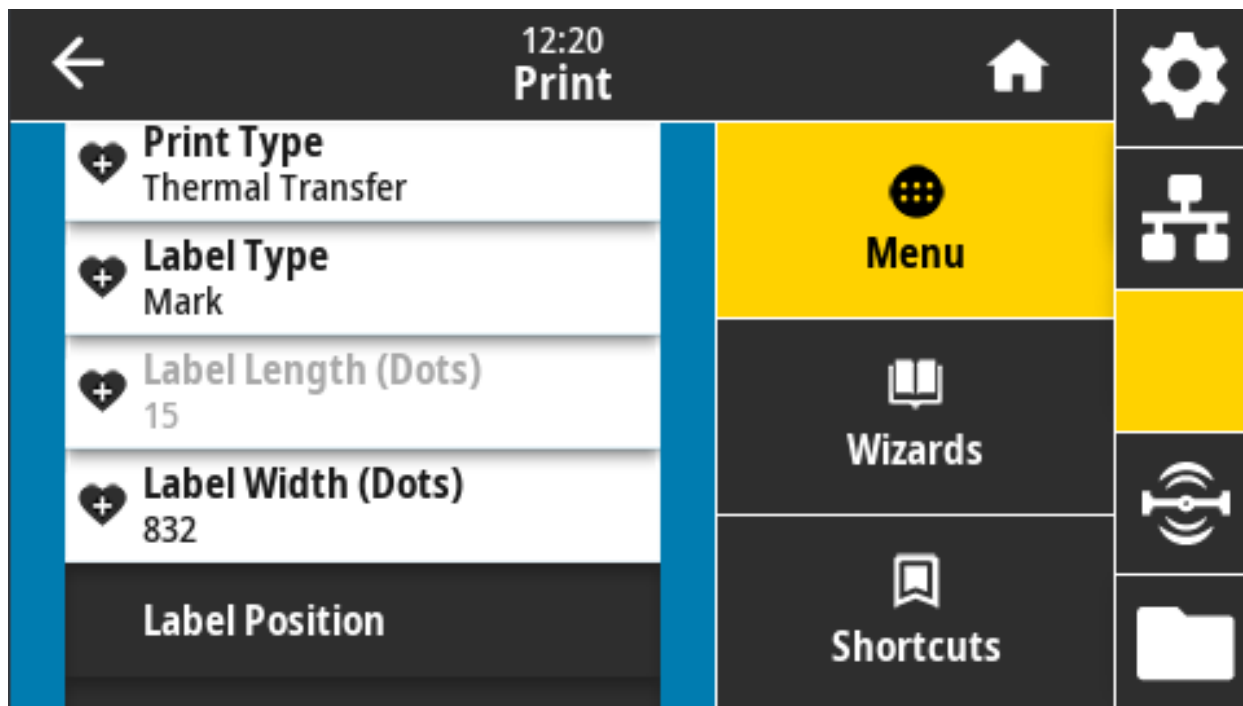 12:20
Print
Print Type
Thermal Transfer
Label Type
Mark
Label Length (Dots)
15
Label Width (Dots)
832
Label Position
Menu
Wizards
Shortcuts